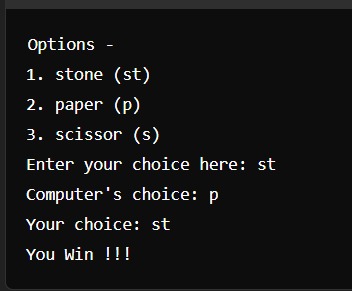 Options -
1. stone (st)
2. paper (p)
3. scissor (s)
Enter your choice here: st
Computer's choice: p
Your choice: st
You Win !!!